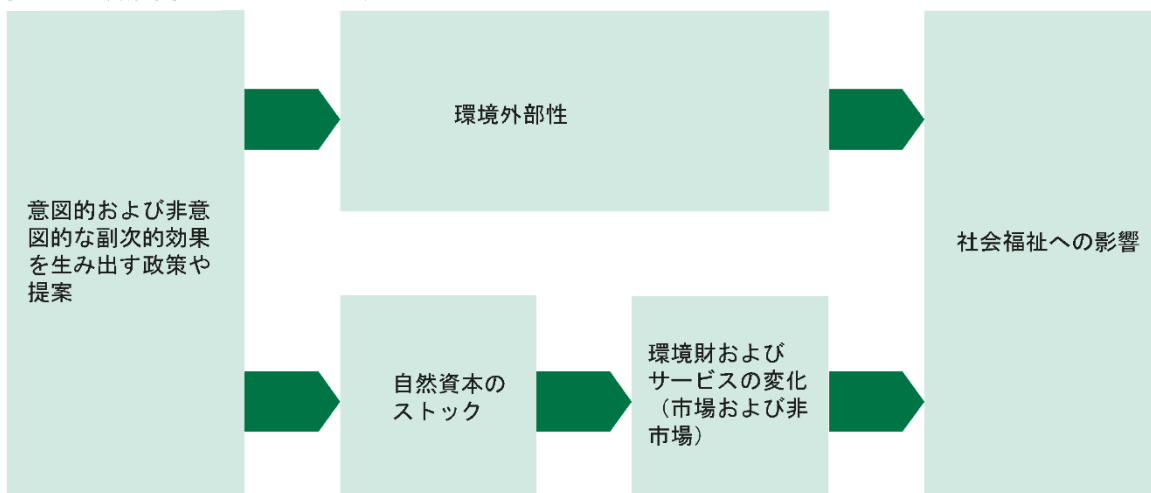 意図的および非意
図的な副次的効果
を生み出す政策や
提案
環境外部性
自然資本の
ストック
環境財および
サービスの変化
（市場および非
市場）
社会福祉への影響